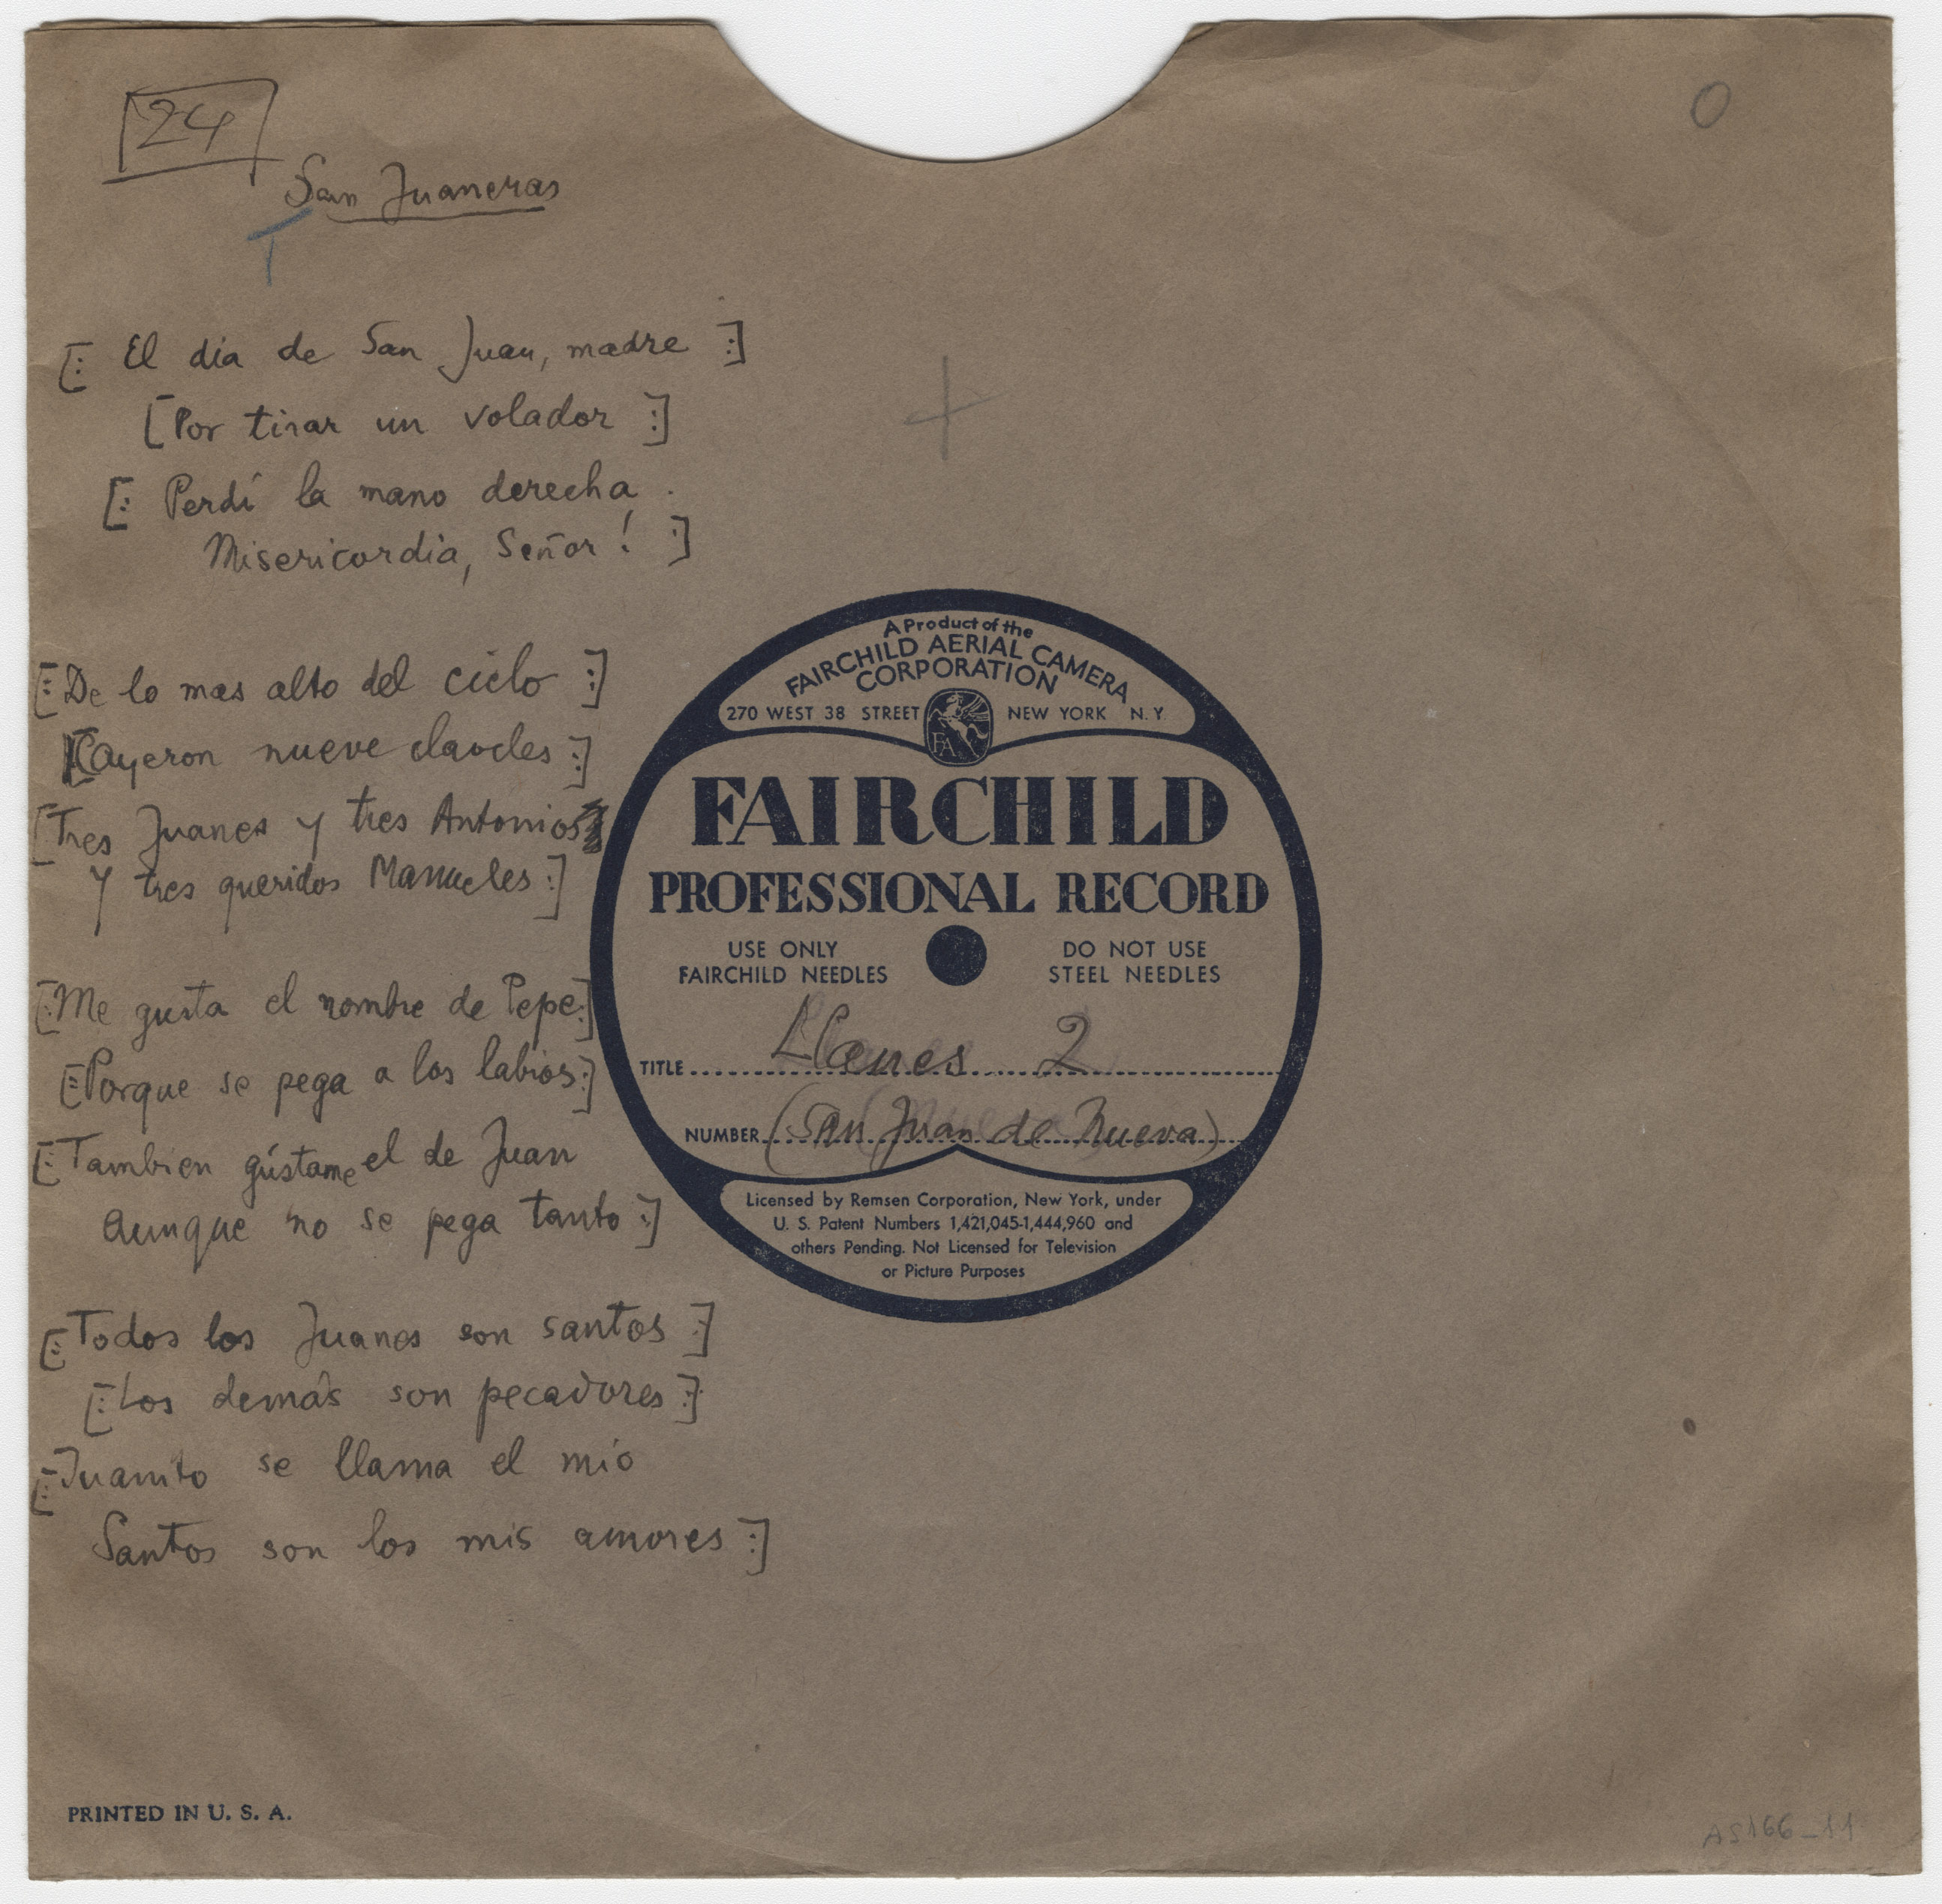 24
O
San Juaneras
T
[: El dia de San Juan, madre :]
[Por tirar un volador :]
[: Perdí la mano derecha.
Misericordia, Señor! :]
[: De lo mas alto del cielo :]
[Cayeron nueve claveles :]
[Tres Juanes y tres Antonios
Y tres queridos Manueles :]
[: Me gusta el nombre de Pepe :]
[: Porque se pega a los labios :]
[: Tambien gústame el de Juan
Aunque no se pega tanto :]
[: Todos los Juanes son santos :]
[: Los demás son pecadores :]
[: Juanito se llama el mío
Santos son los mis amores :]
A Product of the
FAIRCHILD AERIAL CAMERA
CORPORATION
270 WEST 38 STREET NEW YORK N.Y.
FA
FAIRCHILD
PROFESSIONAL RECORD
USE ONLY DO NOT USE
FAIRCHILD NEEDLES STEEL NEEDLES
TITLE Llanes 2
NUMBER (San Juan de Nueva)
Licensed by Remsen Corporation, New York, under
U. S. Patent Numbers 1,421,045-1,444,960 and
others Pending. Not Licensed for Television
or Picture Purposes
PRINTED IN U. S. A.
AS166_11